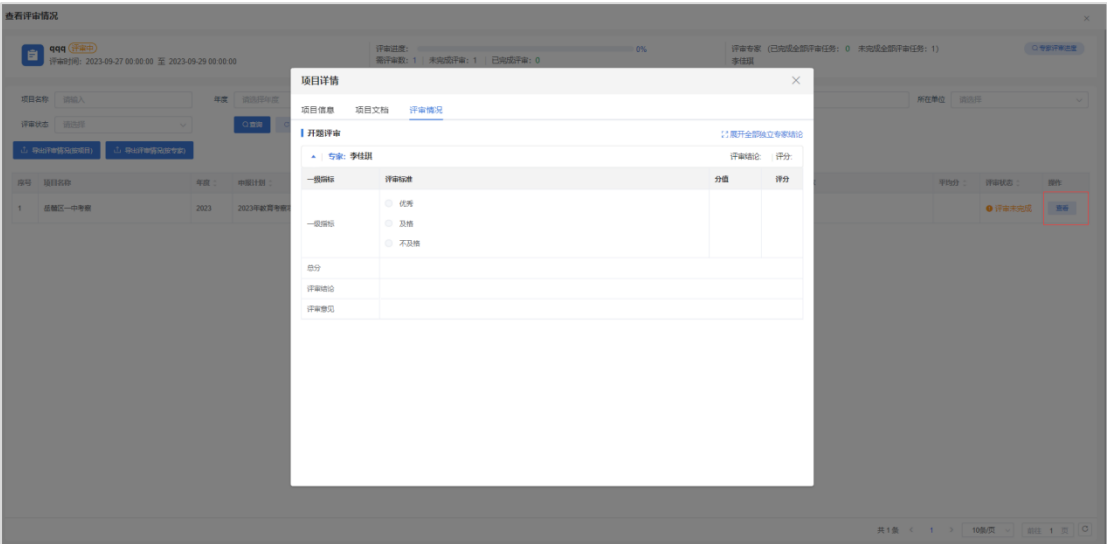 查看评审情况
qqq 评审中
评审时间：2023-09-27 00:00:00 至 2023-09-29 00:00:00
评审进度： 0%
需评审数：1 未完成评审：1 已完成评审：0
评审专家（已完成全部评审任务：0 未完成全部评审任务：1）
李佳琪
专家评审进度
项目名称 请输入 年度 请选择年度 所在单位 请选择
评审状态 请选择 查询
导出评审情况(按项目) 导出评审情况(按专家)
序号 项目名称 年度 申报计划 平均分 评审状态 操作
1 2023 2023年教育考察 评审未完成 查看
项目详情
项目信息 项目文档 评审情况
开题评审 展开全部独立专家结论
专家: 李佳琪 评审结论: 评分:
一级指标 评审标准 分值 评分
一级指标
优秀
及格
不及格
总分
评审结论
评审意见
共 1 条 1 10条/页 前往 1 页